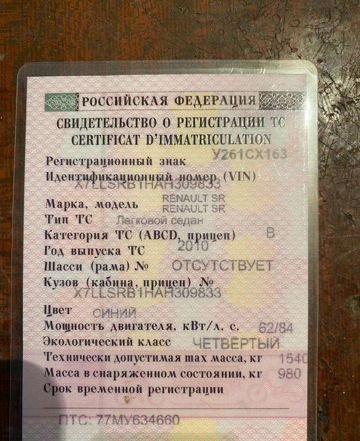 РОССИЙСКАЯ ФЕДЕРАЦИЯ
СВИДЕТЕЛЬСТВО О РЕГИСТРАЦИИ ТС
CERTIFICAT D'IMMATRICULATION
Регистрационный знак У261СХ163
Идентификационный номер (VIN)
X7LLSRB1HAH309833
Марка, модель RENAULT SR
RENAULT SR
Тип ТС Легковой седан
Категория ТС (ABCD, прицеп) B
Год выпуска ТС 2010
Шасси (рама) № ОТСУТСТВУЕТ
Кузов (кабина, прицеп) №
X7LLSRB1HAH309833
Цвет СИНИЙ
Мощность двигателя, кВт/л. с. 62/84
Экологический класс ЧЕТВЕРТЫЙ
Технически допустимая max масса, кг 1540
Масса в снаряженном состоянии, кг 980
Срок временной регистрации
ПТС: 77МУ634660